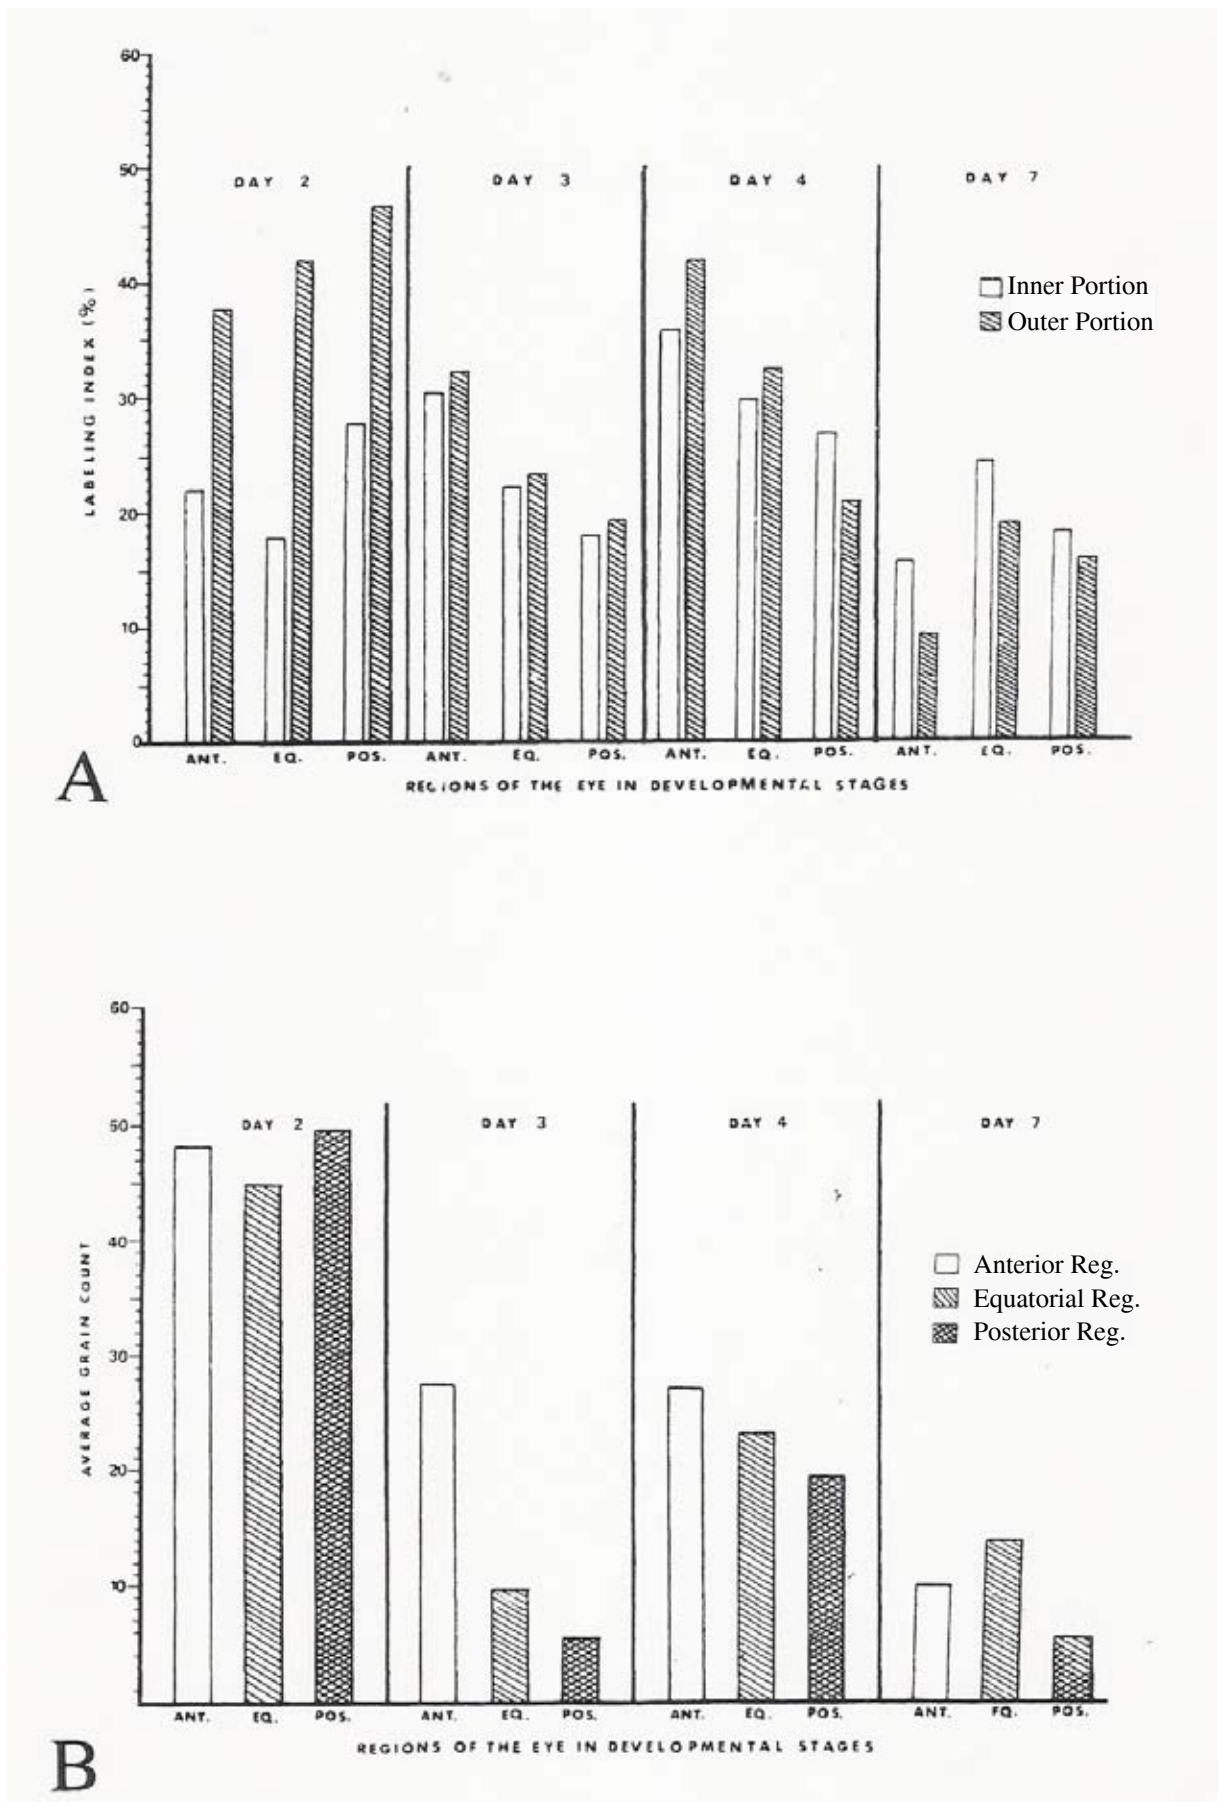 60
50
DAY 2
DAY 3
DAY 4
DAY 7
40
Inner Portion
Outer Portion
LABELING INDEX (%)
30
20
10
0
ANT. EQ. POS. ANT. EQ. POS. ANT. EQ. POS. ANT. EQ. POS.
A
REGIONS OF THE EYE IN DEVELOPMENTAL STAGES
60
50
DAY 2
DAY 3
DAY 4
DAY 7
40
AVERAGE GRAIN COUNT
Anterior Reg.
Equatorial Reg.
Posterior Reg.
30
20
10
ANT. EQ. POS. ANT. EQ. POS. ANT. EQ. POS. ANT. EQ. POS.
REGIONS OF THE EYE IN DEVELOPMENTAL STAGES
B